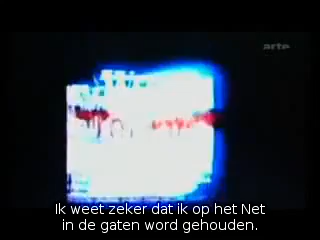 arte
Ik weet zeker dat ik op het Net
in de gaten word gehouden.